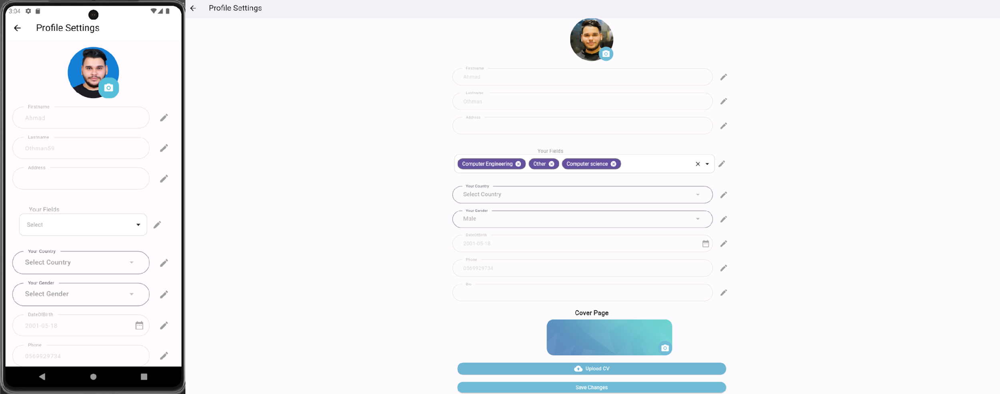 3:04
Profile Settings
Firstname
Ahmad
Lastname
Othman59
Address
Your Fields
Select
Your Country
Select Country
Your Gender
Select Gender
DateOfBirth
2001-05-18
Phone
0569929734
Profile Settings
Firstname
Ahmad
Lastname
Othman
Address
Your Fields
Computer Engineering Other Computer science
Your Country
Select Country
Your Gender
Male
DateOfBirth
2001-05-18
Phone
0569929734
Bio
Cover Page
Upload CV
Save Changes